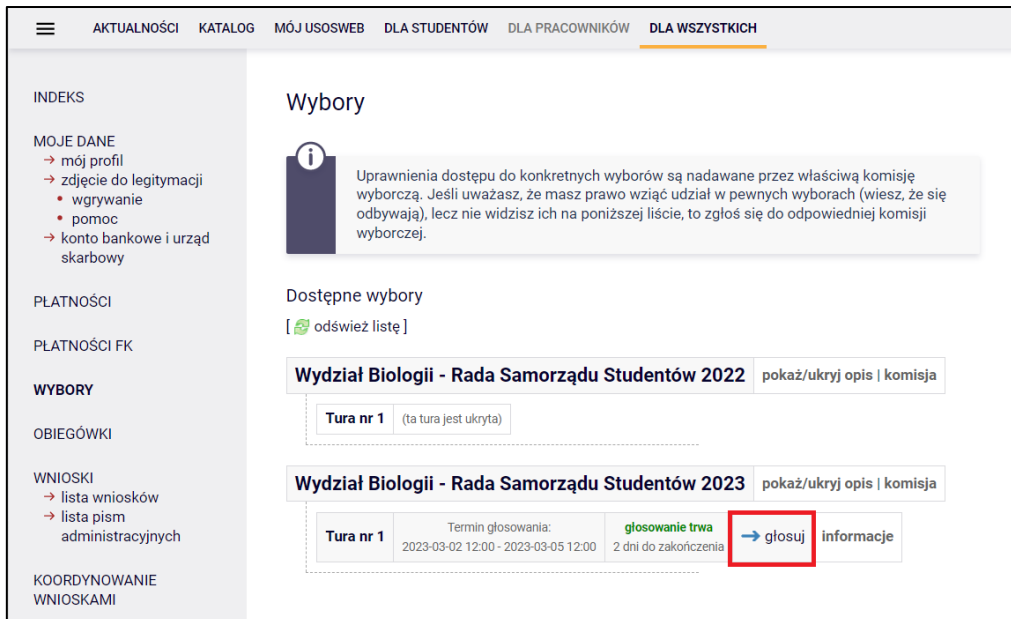 AKTUALNOŚCI KATALOG MÓJ USOSWEB DLA STUDENTÓW DLA PRACOWNIKÓW DLA WSZYSTKICH
INDEKS
MOJE DANE
→ mój profil
→ zdjęcie do legitymacji
• wgrywanie
• pomoc
→ konto bankowe i urząd
skarbowy
PŁATNOŚCI
PŁATNOŚCI FK
WYBORY
OBIEGÓWKI
WNIOSKI
→ lista wniosków
→ lista pism
administracyjnych
KOORDYNOWANIE
WNIOSKAMI
Wybory
Uprawnienia dostępu do konkretnych wyborów są nadawane przez właściwą komisję
wyborczą. Jeśli uważasz, że masz prawo wziąć udział w pewnych wyborach (wiesz, że się
odbywają), lecz nie widzisz ich na poniższej liście, to zgłoś się do odpowiedniej komisji
wyborczej.
Dostępne wybory
[ odśwież listę ]
Wydział Biologii - Rada Samorządu Studentów 2022 pokaż/ukryj opis | komisja
Tura nr 1 (ta tura jest ukryta)
Wydział Biologii - Rada Samorządu Studentów 2023 pokaż/ukryj opis | komisja
Tura nr 1 Termin głosowania: głosowanie trwa → głosuj informacje
2023-03-02 12:00 - 2023-03-05 12:00 2 dni do zakończenia